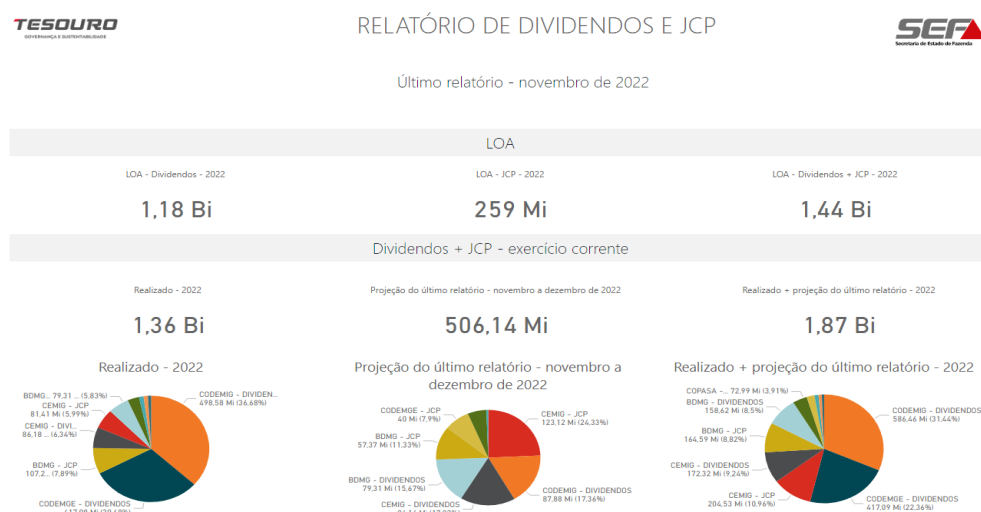 TESOURO
GOVERNANÇA E SUSTENTABILIDADE
RELATÓRIO DE DIVIDENDOS E JCP
SEF
Secretaria de Estado de Fazenda
Último relatório - novembro de 2022
LOA
LOA - Dividendos - 2022
LOA - JCP - 2022
LOA - Dividendos + JCP - 2022
1,18 Bi
259 Mi
1,44 Bi
Dividendos + JCP - exercício corrente
Realizado - 2022
Projeção do último relatório - novembro a dezembro de 2022
Realizado + projeção do último relatório - 2022
1,36 Bi
506,14 Mi
1,87 Bi
Realizado - 2022
BDMG... 79,31 ... (5.83%)
CEMIG - JCP
81,41 Mi (5,99%)
CEMIG - DIVI...
86,18 ... (6,34%)
BDMG - JCP
107,2... (7,89%)
CODEMGE - DIVIDENDOS
CODEMIG - DIVIDEN...
498,58 Mi (36,68%)
Projeção do último relatório - novembro a
dezembro de 2022
CODEMGE - JCP
40 Mi (7,9%)
BDMG - JCP
57,37 Mi (11,33%)
BDMG - DIVIDENDOS
79,31 Mi (15,67%)
CEMIG - DIVIDENDOS
CEMIG - JCP
123,12 Mi (24,33%)
CODEMIG - DIVIDENDOS
87,88 Mi (17,36%)
Realizado + projeção do último relatório - 2022
COPASA -... 72,99 Mi (3,91%)
BDMG - DIVIDENDOS
158,62 Mi (8,5%)
BDMG - JCP
164,59 Mi (8,82%)
CEMIG - DIVIDENDOS
172,32 Mi (9,24%)
CEMIG - JCP
204,53 Mi (10,96%)
CODEMIG - DIVIDENDOS
586,46 Mi (31,44%)
CODEMGE - DIVIDENDOS
417,09 Mi (22,36%)